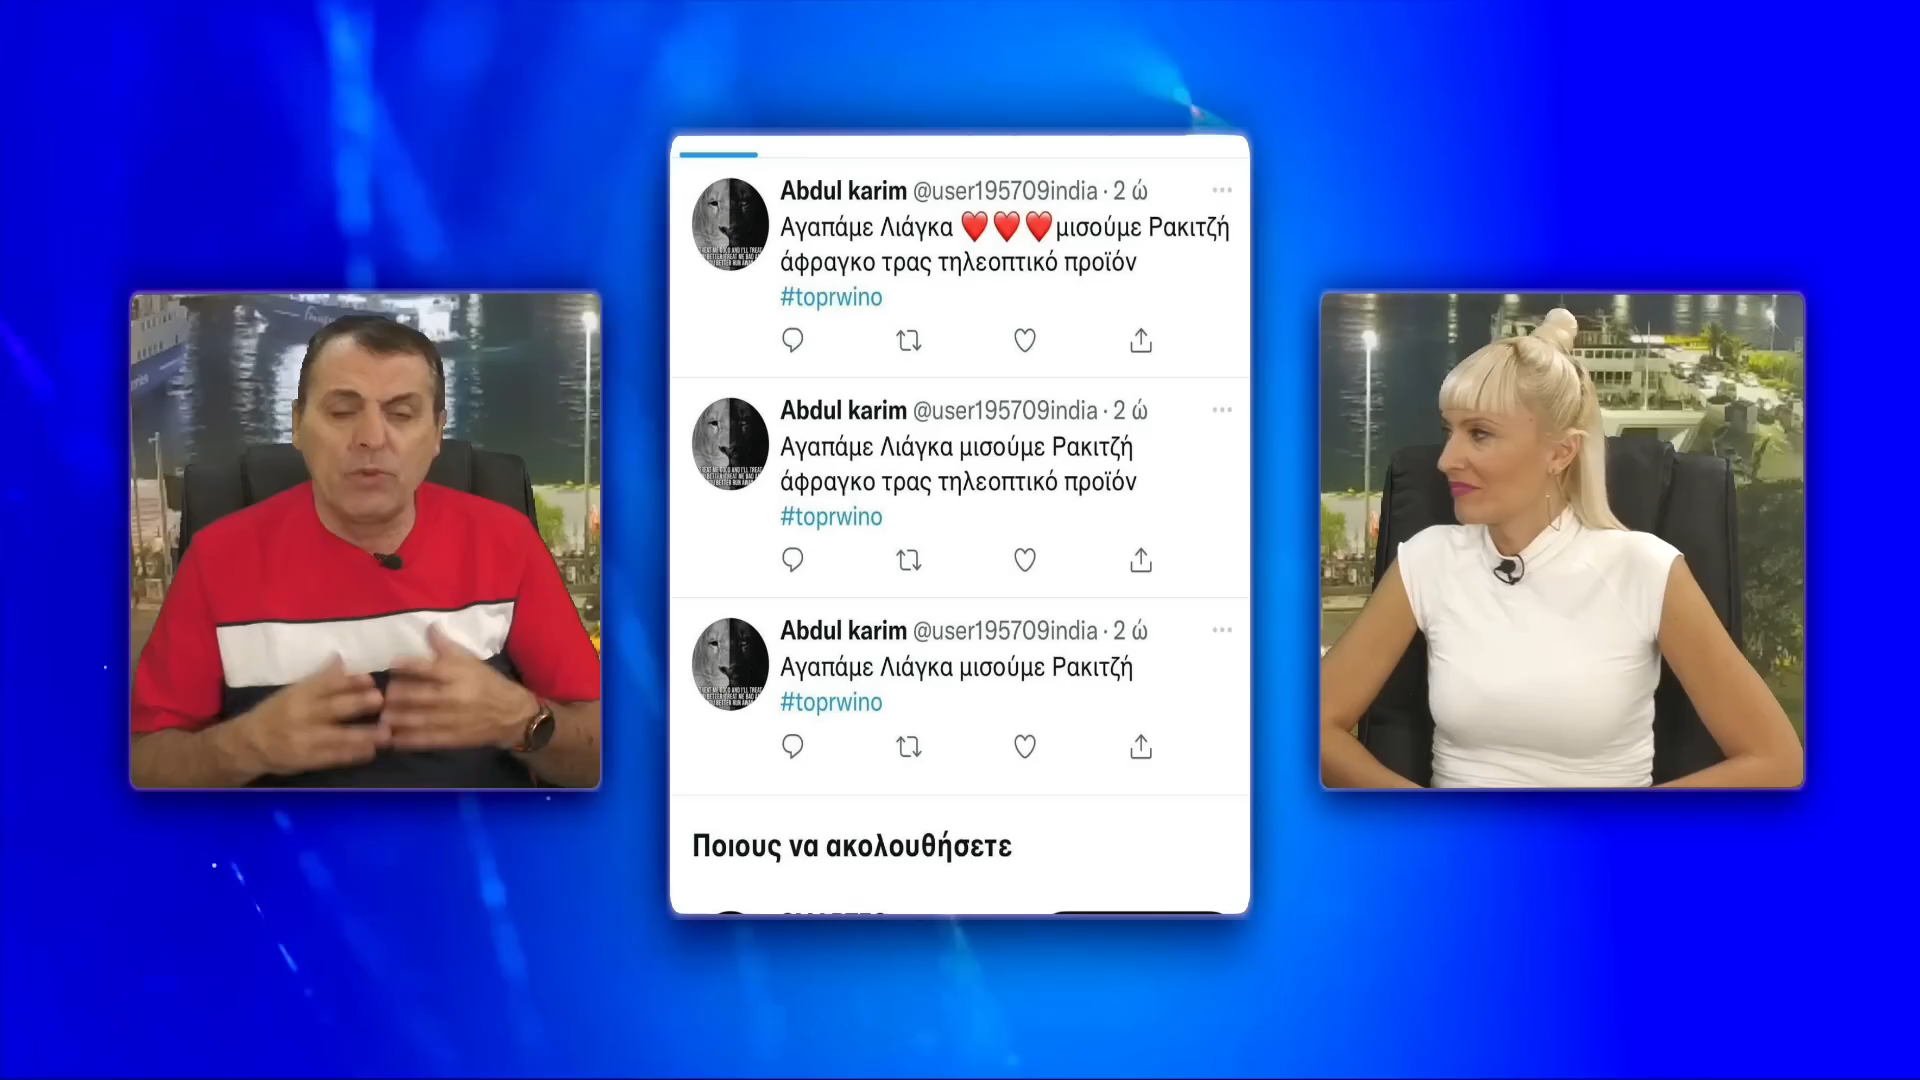 Abdul karim @user195709india · 2 ώ
Αγαπάμε Λιάγκα ❤️❤️❤️μισούμε Ρακιτζή
άφραγκο τρας τηλεοπτικό προϊόν
#toprwino
Abdul karim @user195709india · 2 ώ
Αγαπάμε Λιάγκα μισούμε Ρακιτζή
άφραγκο τρας τηλεοπτικό προϊόν
#toprwino
Abdul karim @user195709india · 2 ώ
Αγαπάμε Λιάγκα μισούμε Ρακιτζή
#toprwino
Ποιους να ακολουθήσετε